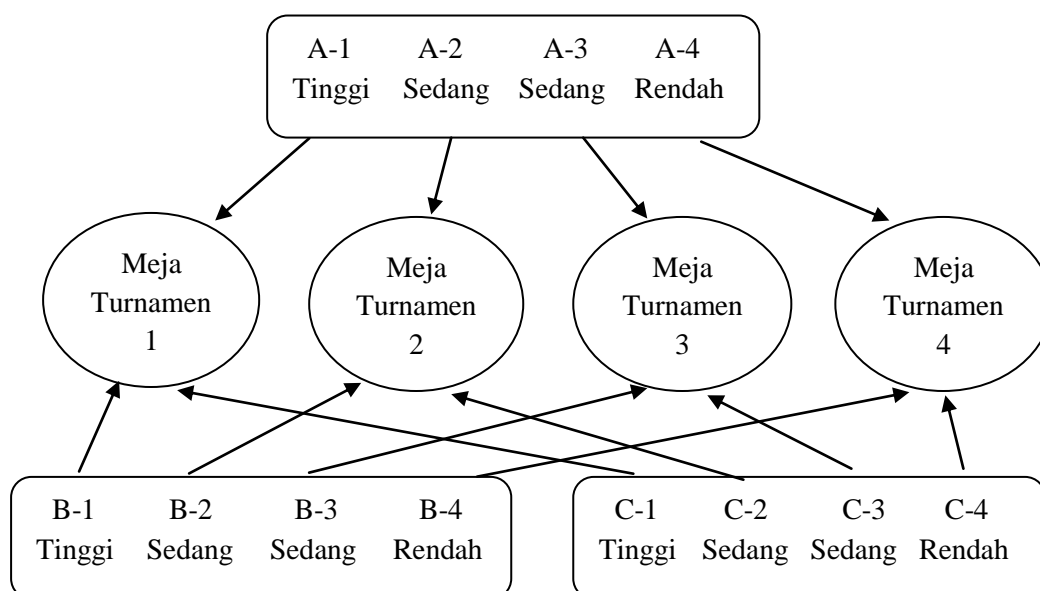 A-1 A-2 A-3 A-4
Tinggi Sedang Sedang Rendah
Meja Turnamen 1
Meja Turnamen 2
Meja Turnamen 3
Meja Turnamen 4
B-1 B-2 B-3 B-4
Tinggi Sedang Sedang Rendah
C-1 C-2 C-3 C-4
Tinggi Sedang Sedang Rendah